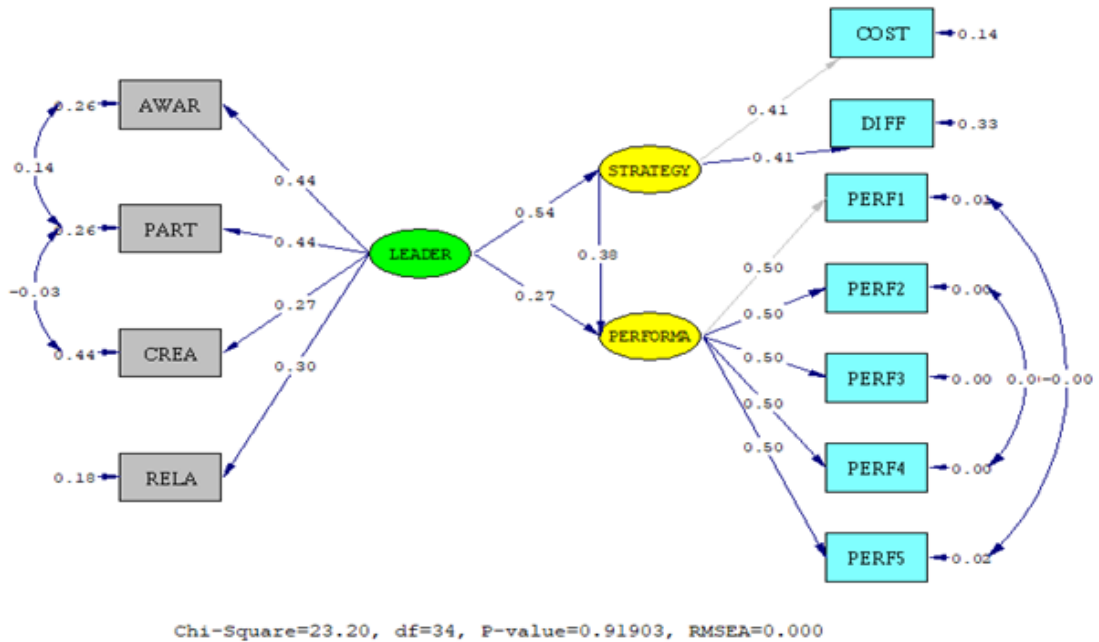 COST
0.14
AWAR
0.26
0.41
DIFF
0.33
0.41
0.14
0.44
STRATEGY
PERF1
0.01
0.54
PART
0.26
0.44
LEADER
0.38
0.50
PERF2
0.00
0.27
0.27
-0.03
0.50
CREA
0.44
PERFORMA
0.30
0.50
PERF3
0.00
-0.00
0.50
0.50
PERF4
0.00
RELA
0.18
PERF5
0.02
Chi-Square=23.20, df=34, P-value=0.91903, RMSEA=0.000